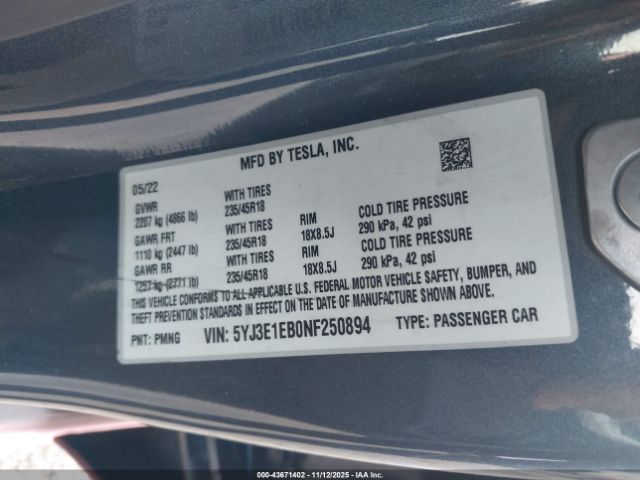 MFD BY TESLA, INC.
05/22
GVWR WITH TIRES
2207 kg (4866 lb) 235/45R18 RIM COLD TIRE PRESSURE
GAWR FRT WITH TIRES 18X8.5J 290 kPa, 42 psi
1110 kg (2447 lb) 235/45R18 RIM COLD TIRE PRESSURE
GAWR RR WITH TIRES 18X8.5J 290 kPa, 42 psi
1257 kg (2771 lb) 235/45R18
THIS VEHICLE CONFORMS TO ALL APPLICABLE U.S. FEDERAL MOTOR VEHICLE SAFETY, BUMPER, AND
THEFT PREVENTION STANDARDS IN EFFECT ON THE DATE OF MANUFACTURE SHOWN ABOVE.
PNT: PMNG VIN: 5YJ3E1EB0NF250894 TYPE: PASSENGER CAR
000-43671402 - 11/12/2025 - IAA Inc.